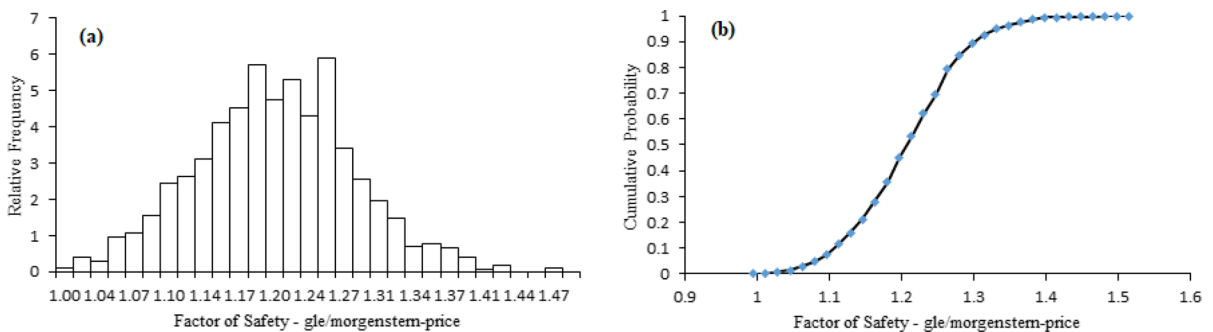 (a)
Relative Frequency
7
6
5
4
3
2
1
0
1.00 1.04 1.07 1.10 1.14 1.17 1.20 1.24 1.27 1.31 1.34 1.37 1.41 1.44 1.47
Factor of Safety - gle/morgenstern-price
(b)
Cumulative Probability
1
0.9
0.8
0.7
0.6
0.5
0.4
0.3
0.2
0.1
0
0.9 1 1.1 1.2 1.3 1.4 1.5 1.6
Factor of Safety - gle/morgenstern-price